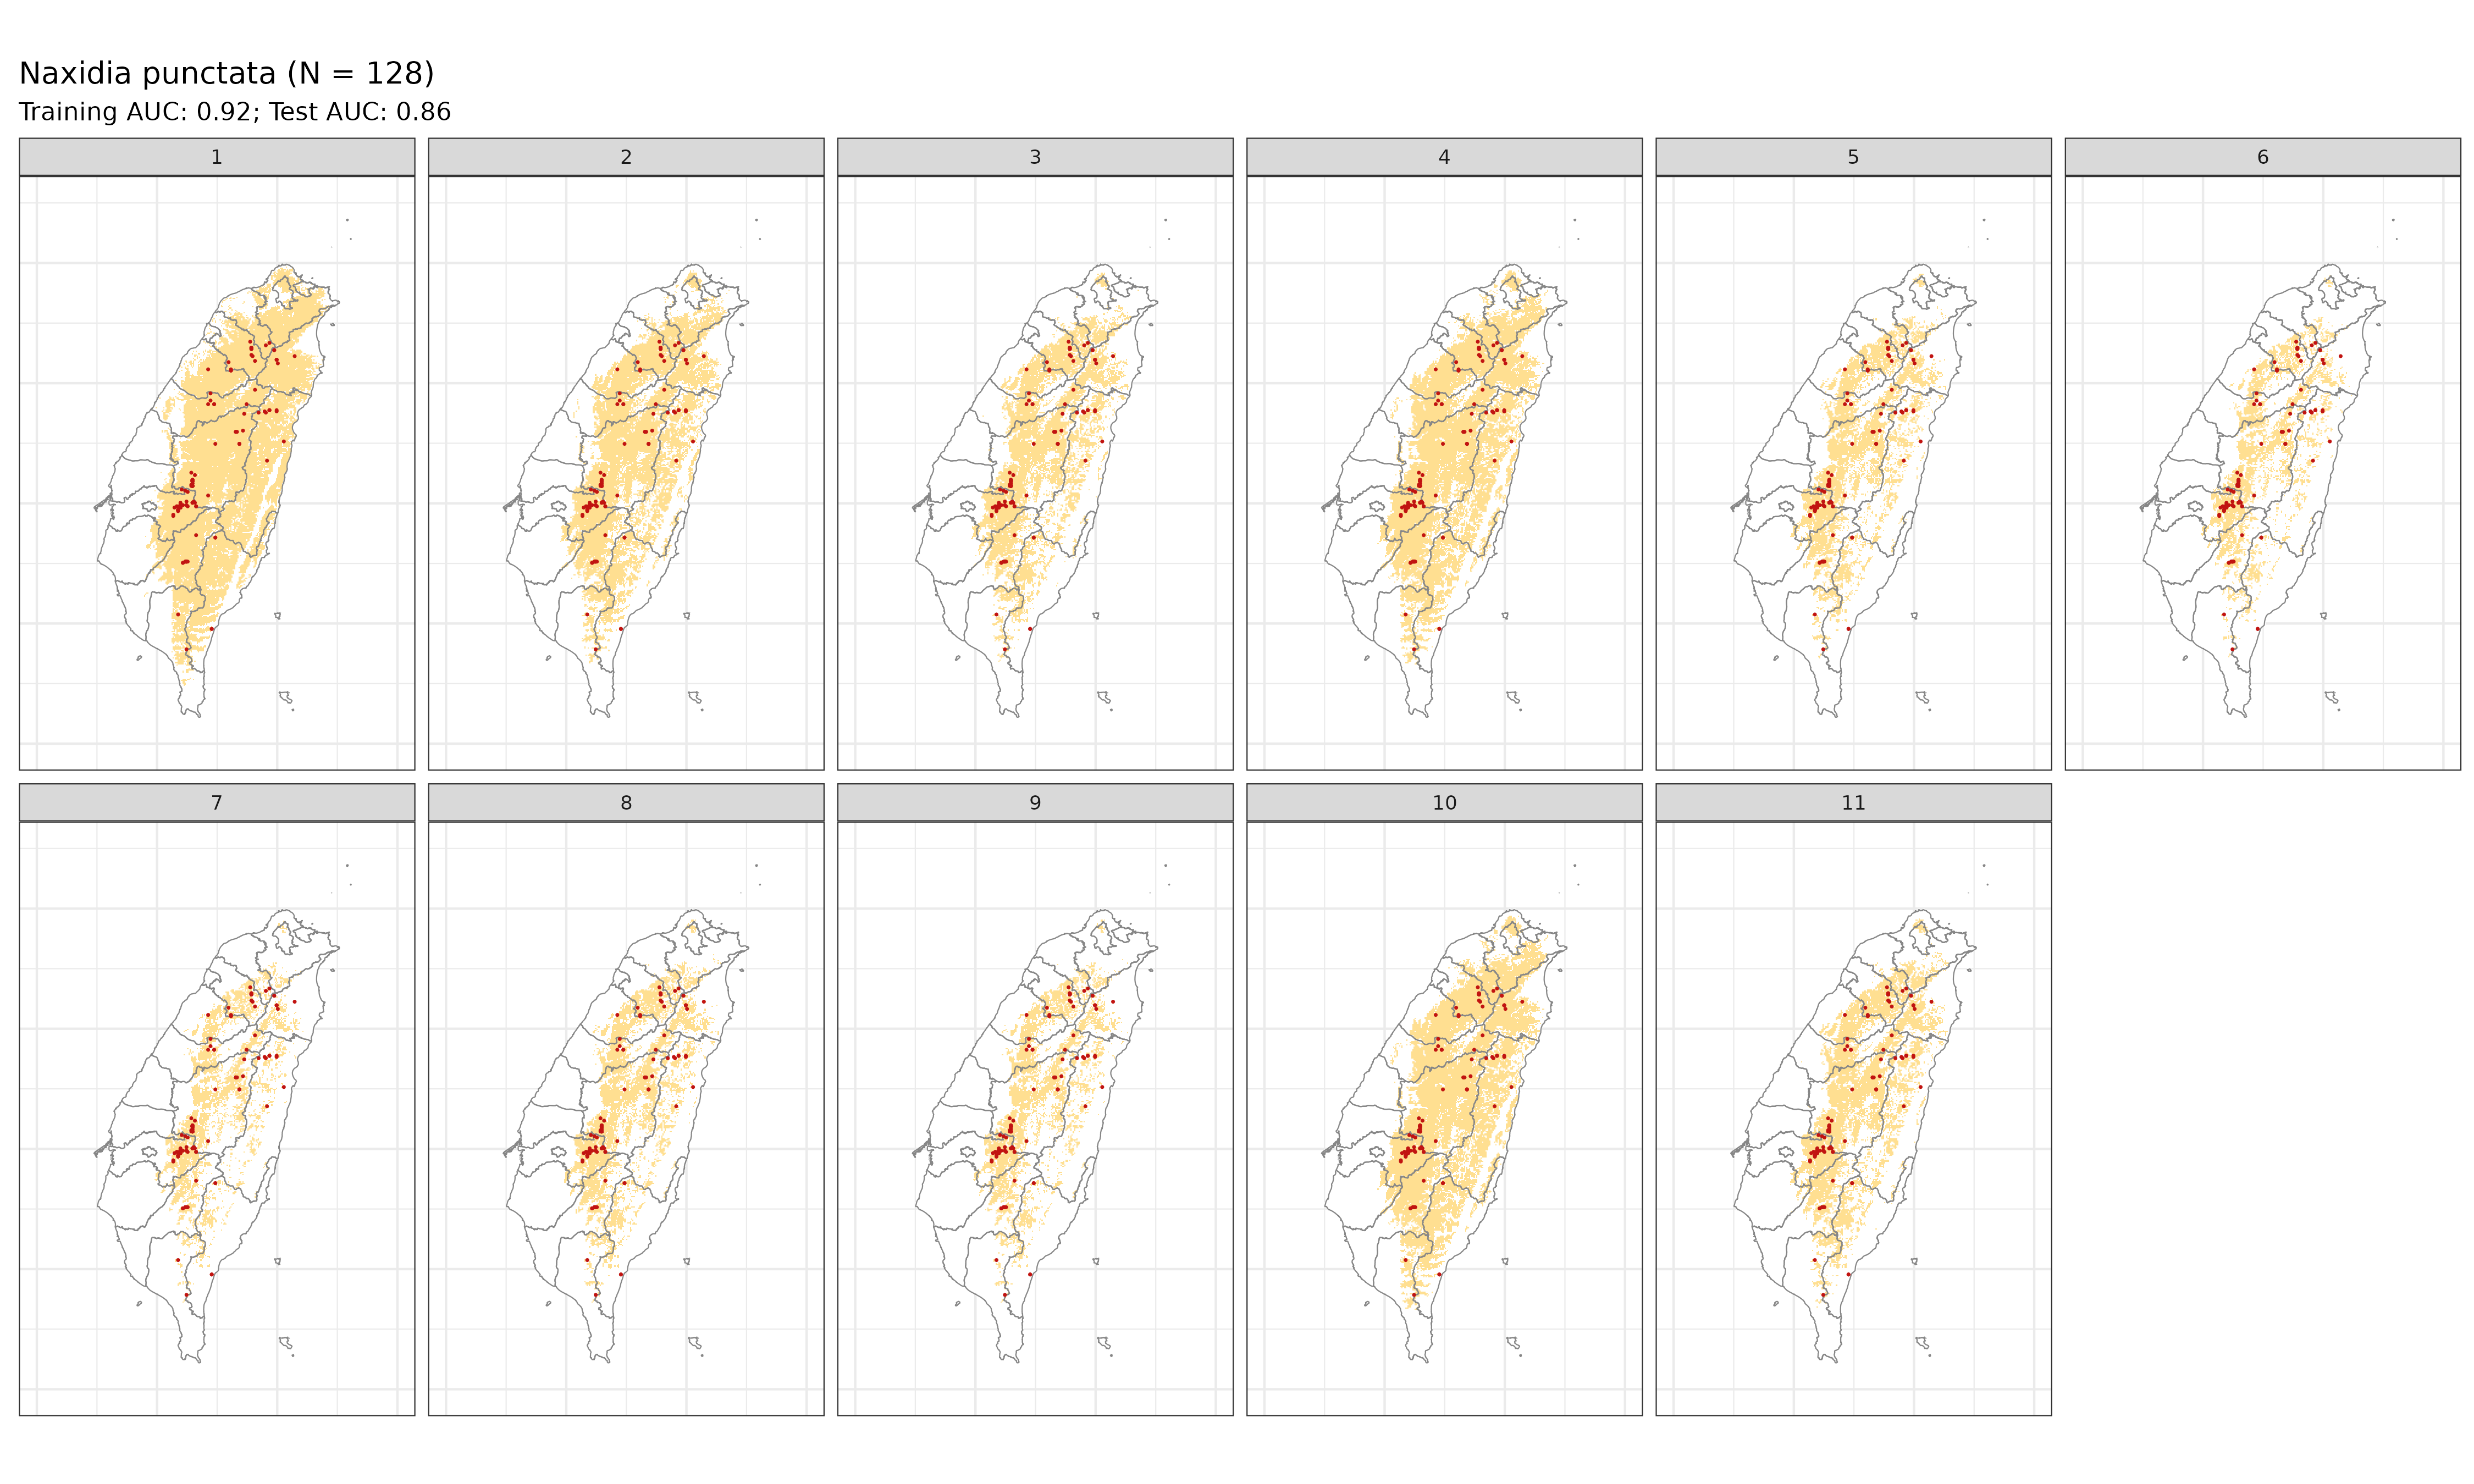 Naxidia punctata (N = 128)
Training AUC: 0.92; Test AUC: 0.86
1 2 3 4 5 6
7 8 9 10 11